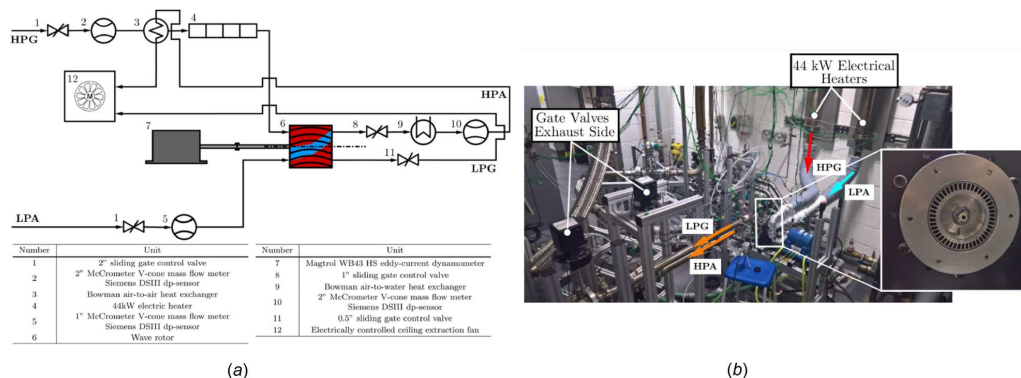 1 2 3 4
HPG
12
M
HPA
7
6 8 9 10
11
LPG
LPA
1 5
Number Unit
1 2" sliding gate control valve
2 2" McCrometer V-cone mass flow meter
Siemens DSIII dp-sensor
3 Bowman air-to-air heat exchanger
4 44kW electric heater
5 1" McCrometer V-cone mass flow meter
Siemens DSIII dp-sensor
6 Wave rotor
Number Unit
7 Magtrol WB43 HS eddy-current dynamometer
8 1" sliding gate control valve
9 Bowman air-to-water heat exchanger
10 2" McCrometer V-cone mass flow meter
Siemens DSIII dp-sensor
11 0.5" sliding gate control valve
12 Electrically controlled ceiling extraction fan
(a)
44 kW Electrical
Heaters
Gate Valves
Exhaust Side
HPG
LPA
LPG
HPA
(b)